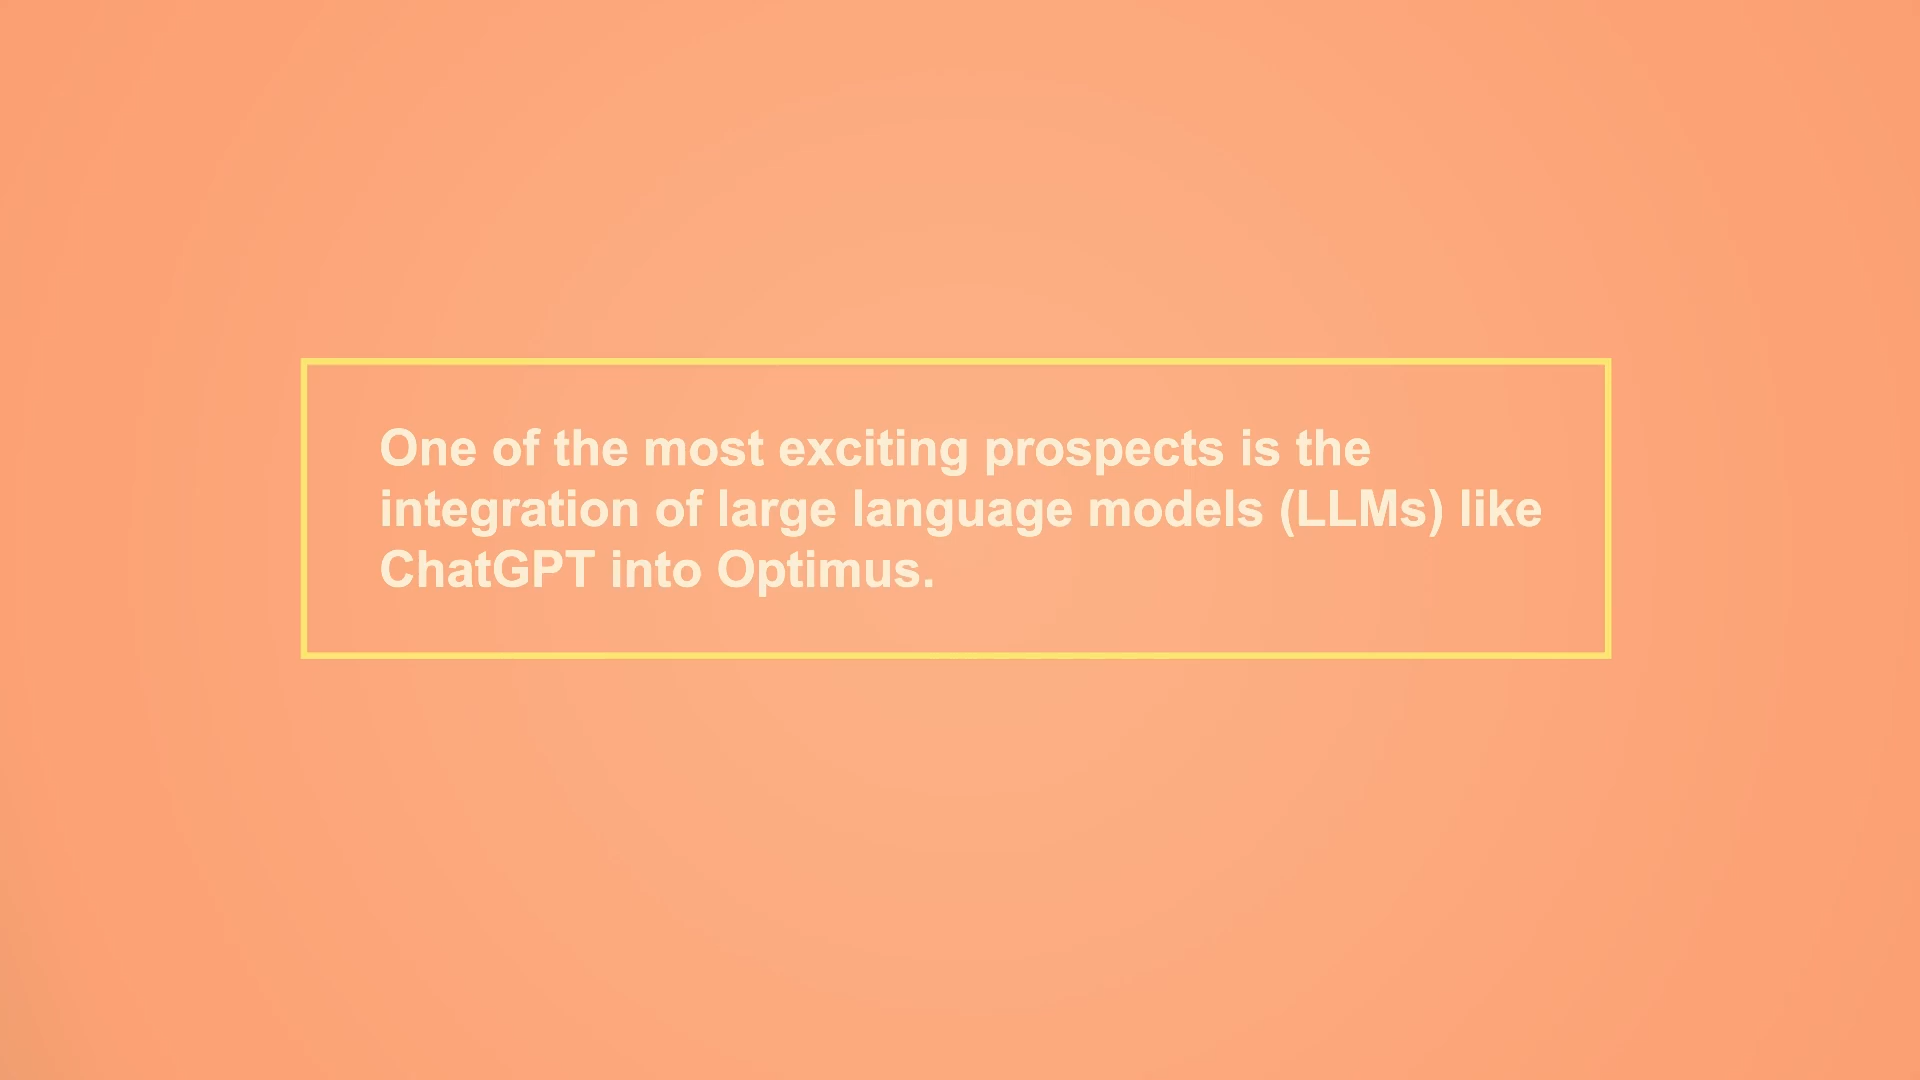 One of the most exciting prospects is the
integration of large language models (LLMs) like
ChatGPT into Optimus.